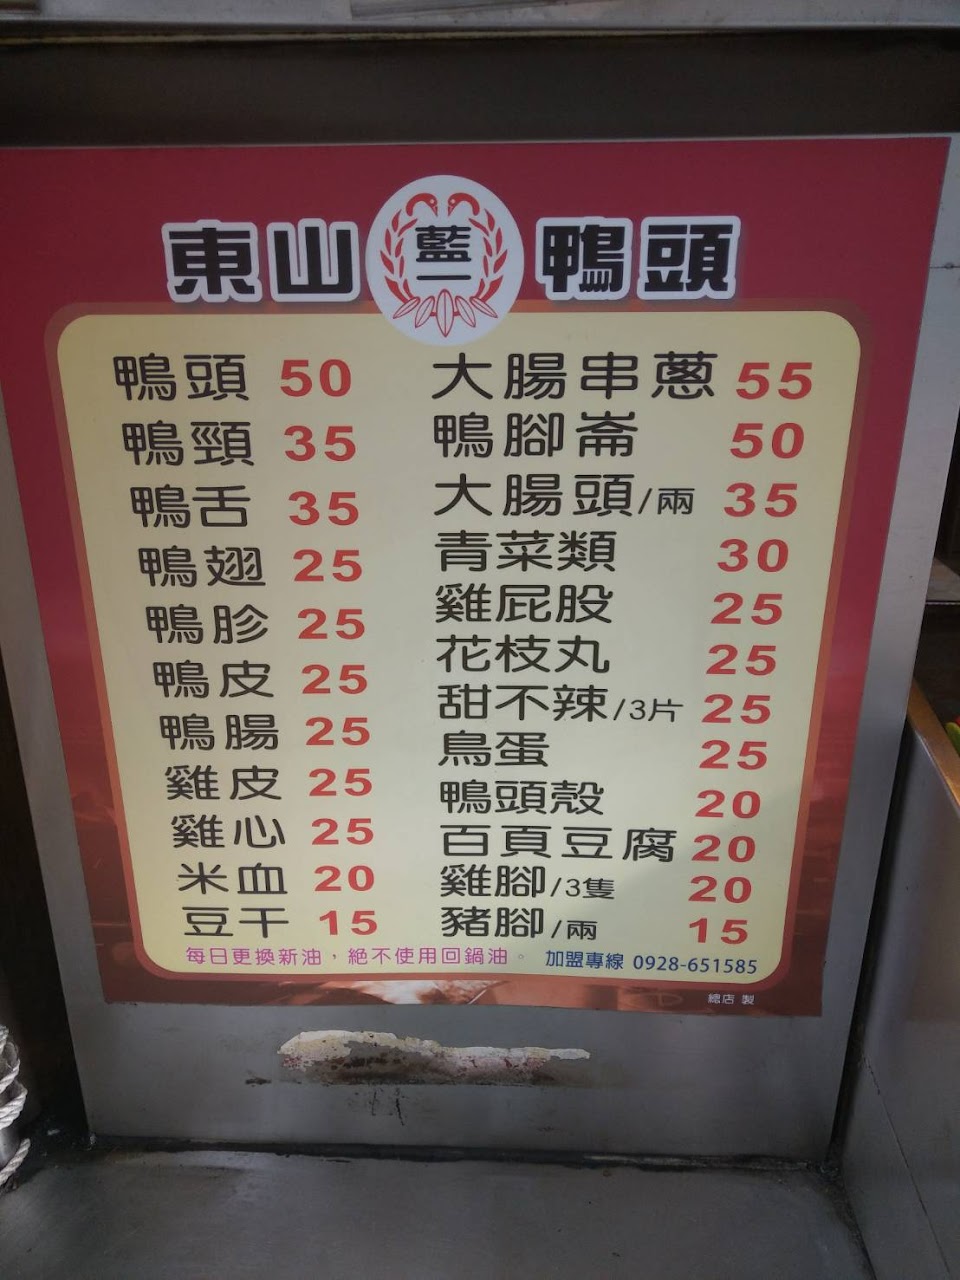 東山 藍一 鴨頭
鴨頭 50
鴨頸 35
鴨舌 35
鴨翅 25
鴨胗 25
鴨皮 25
鴨腸 25
雞皮 25
雞心 25
米血 20
豆干 15
大腸串蔥 55
鴨腳崙 50
大腸頭/兩 35
青菜類 30
雞屁股 25
花枝丸 25
甜不辣/3片 25
鳥蛋 25
鴨頭殼 20
百頁豆腐 20
雞腳/3隻 20
豬腳/兩 15
每日更換新油，絕不使用回鍋油。 加盟專線 0928-651585
總店 製